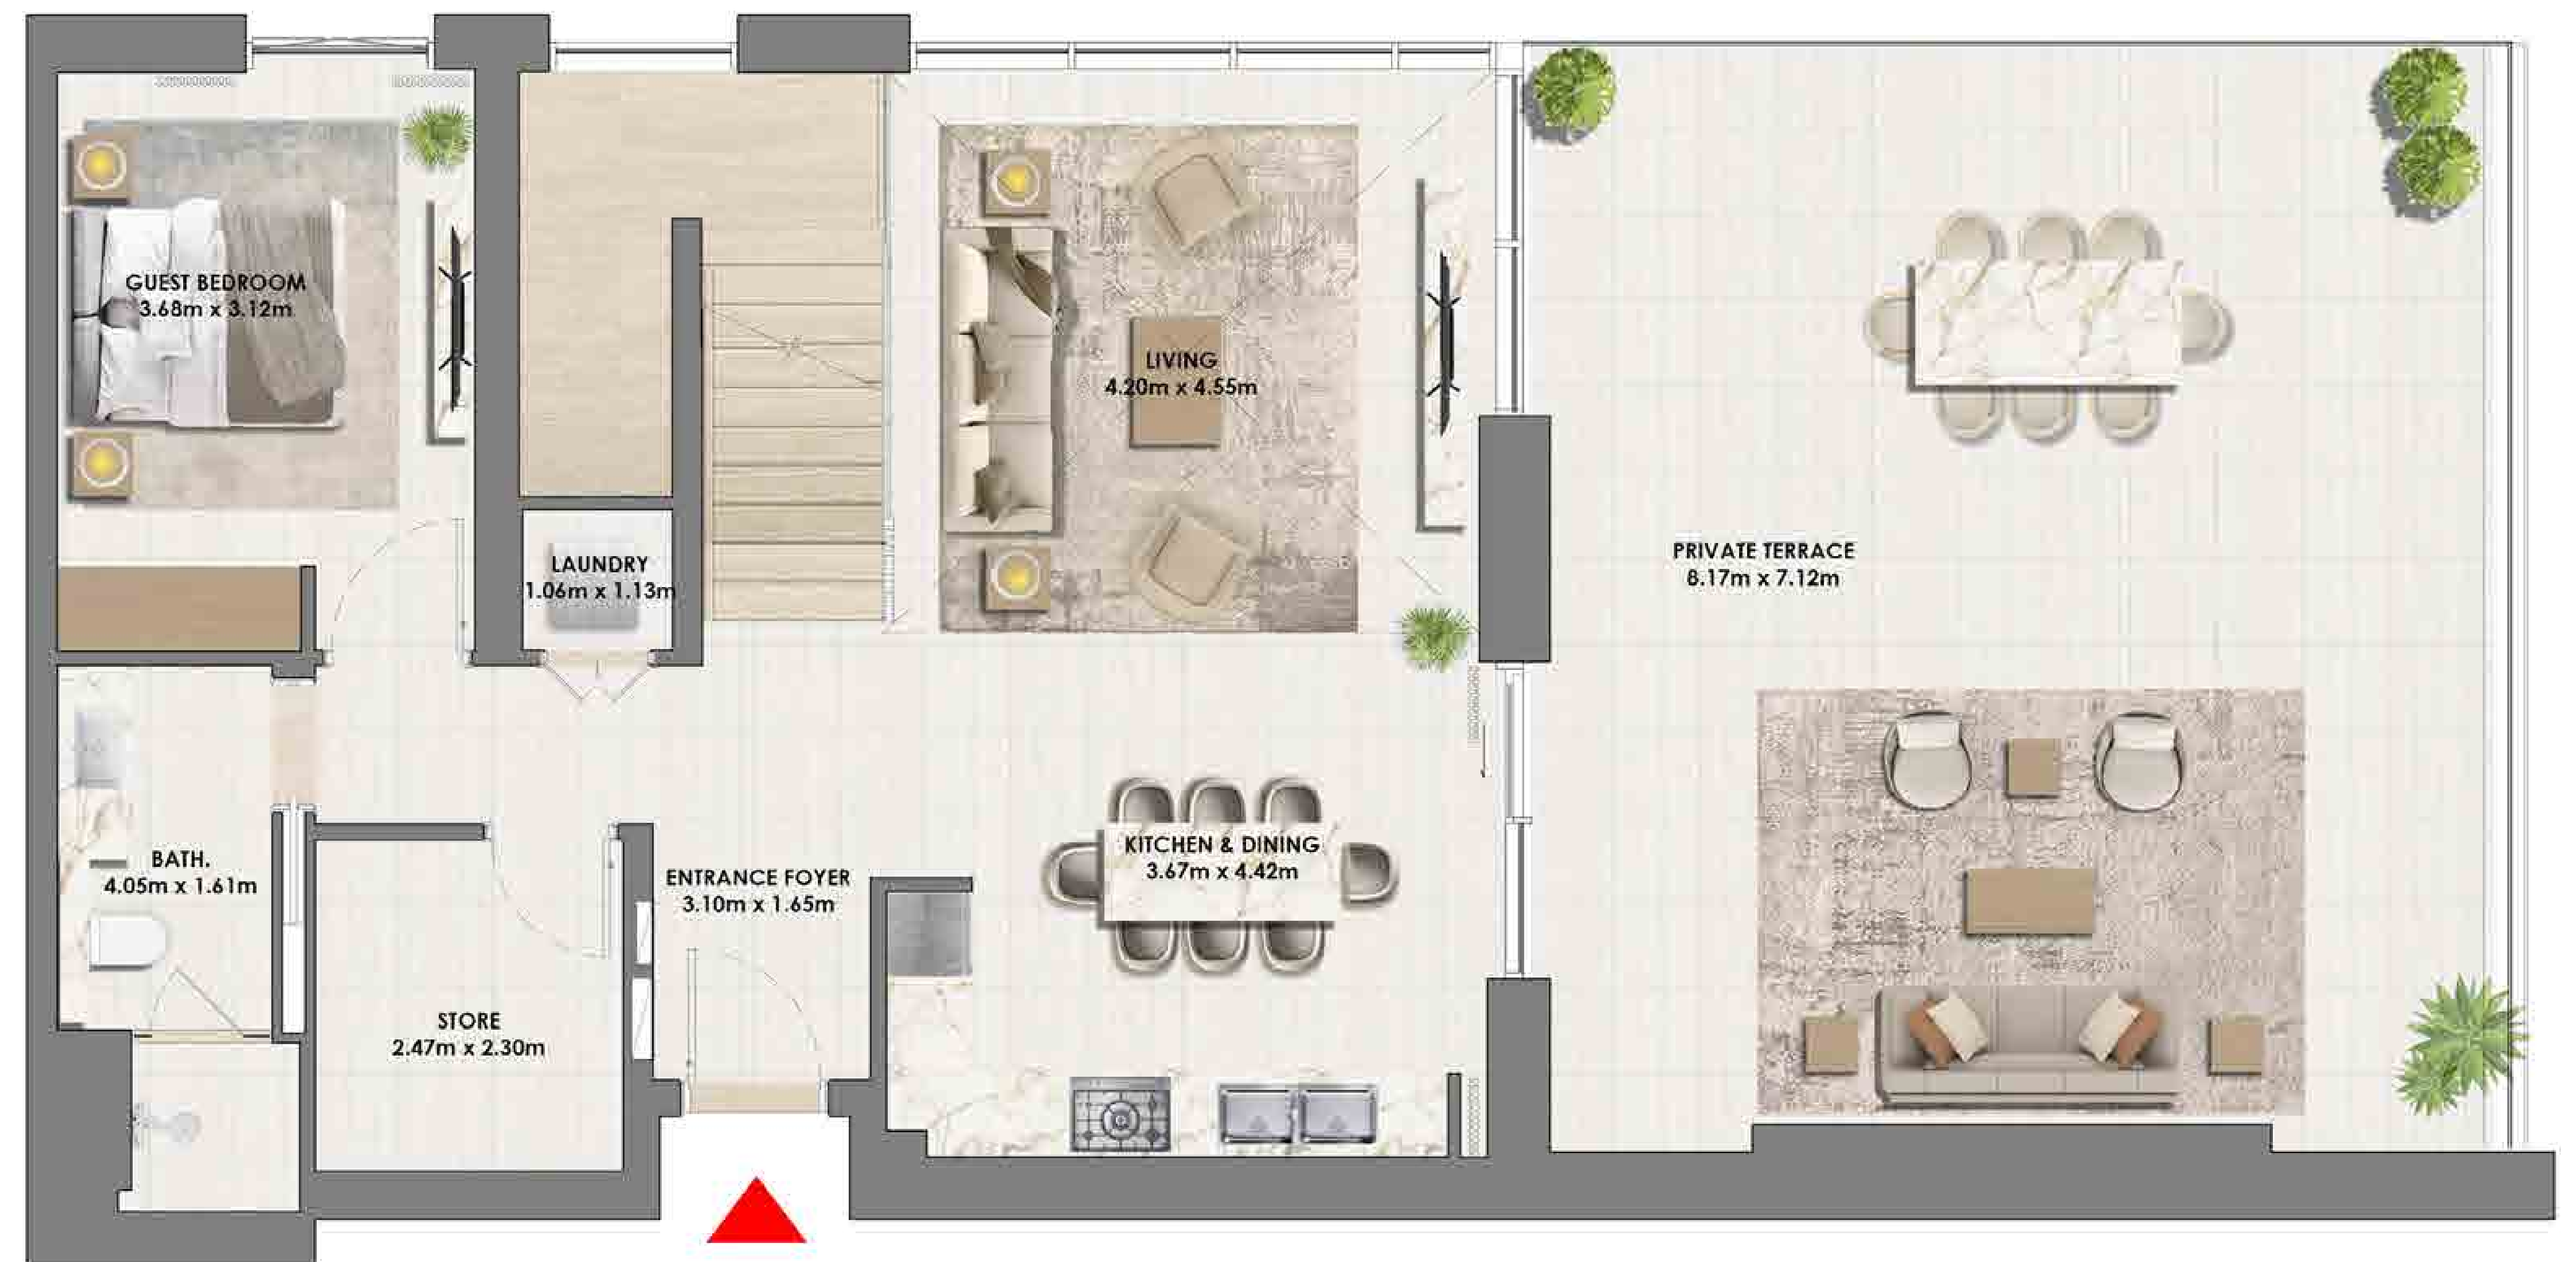 GUEST BEDROOM
3.68m x 3.12m
LIVING
4.20m x 4.55m
LAUNDRY
1.06m x 1.13m
PRIVATE TERRACE
8.17m x 7.12m
BATH.
4.05m x 1.61m
ENTRANCE FOYER
3.10m x 1.65m
KITCHEN & DINING
3.67m x 4.42m
STORE
2.47m x 2.30m